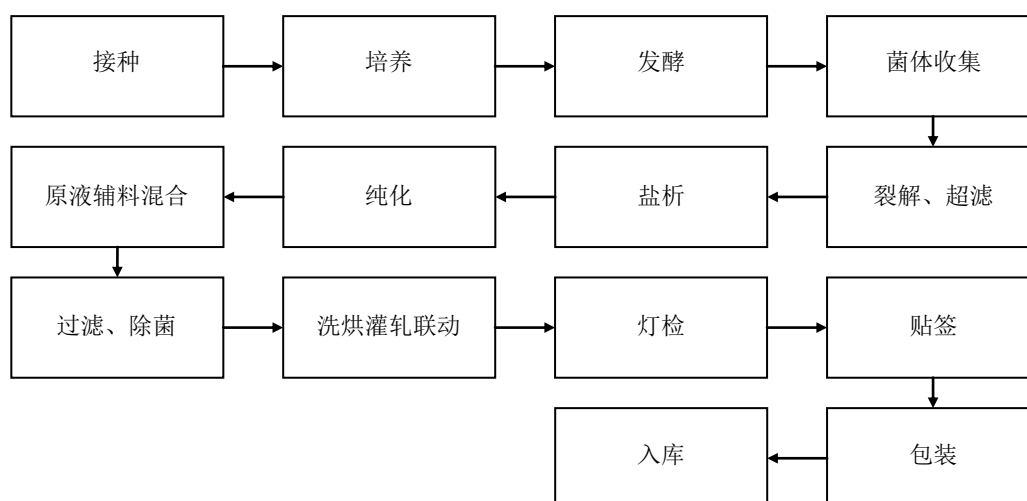 接种
培养
发酵
菌体收集
裂解、超滤
盐析
纯化
原液辅料混合
过滤、除菌
洗烘灌轧联动
灯检
贴签
包装
入库